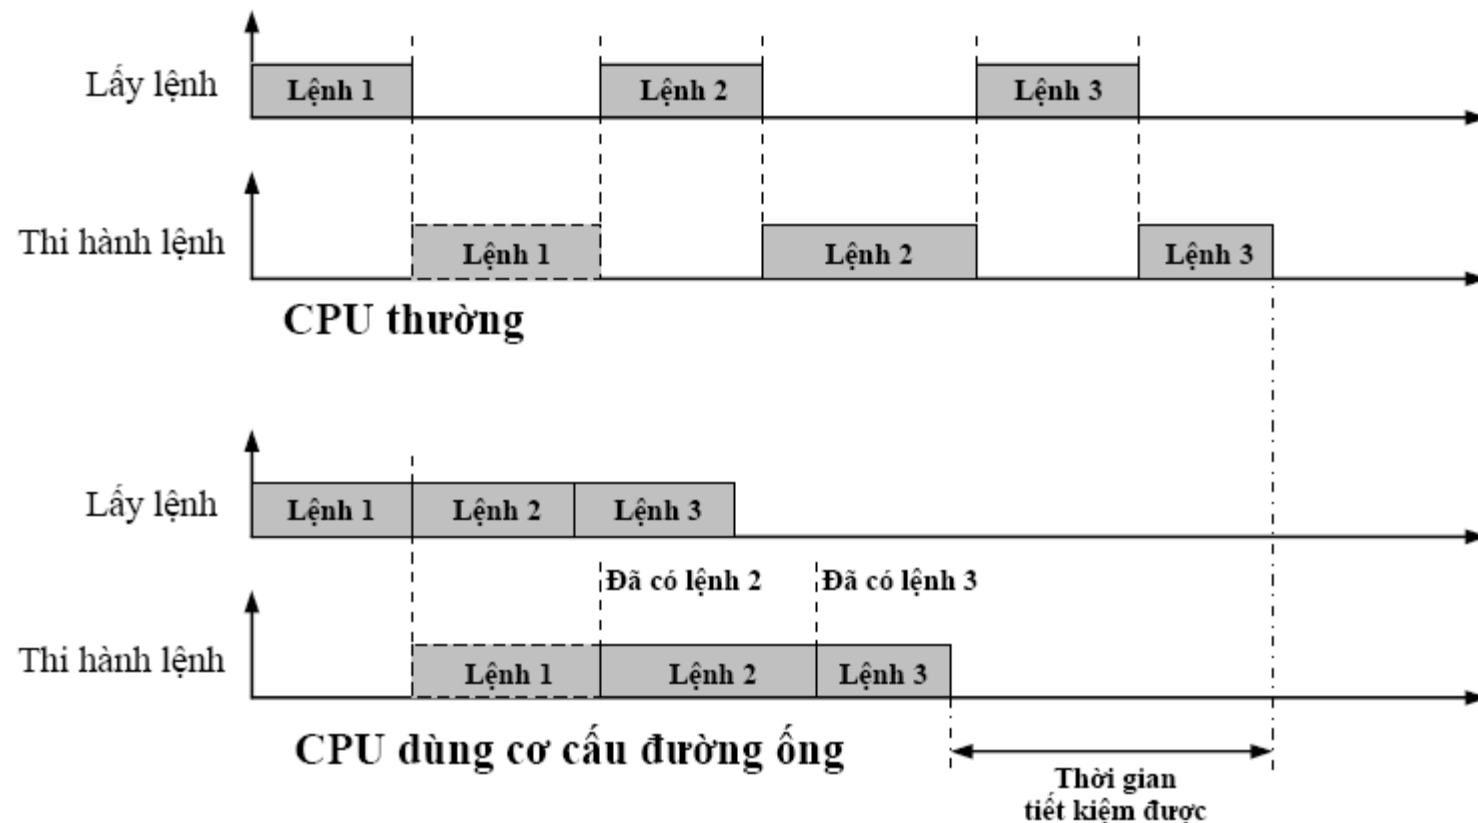 Lấy lệnh
Lệnh 1
Lệnh 2
Lệnh 3
Thi hành lệnh
Lệnh 1
Lệnh 2
Lệnh 3
CPU thường
Lấy lệnh
Lệnh 1
Lệnh 2
Lệnh 3
Đã có lệnh 2
Đã có lệnh 3
Thi hành lệnh
Lệnh 1
Lệnh 2
Lệnh 3
CPU dùng cơ cấu đường ống
Thời gian
tiết kiệm được